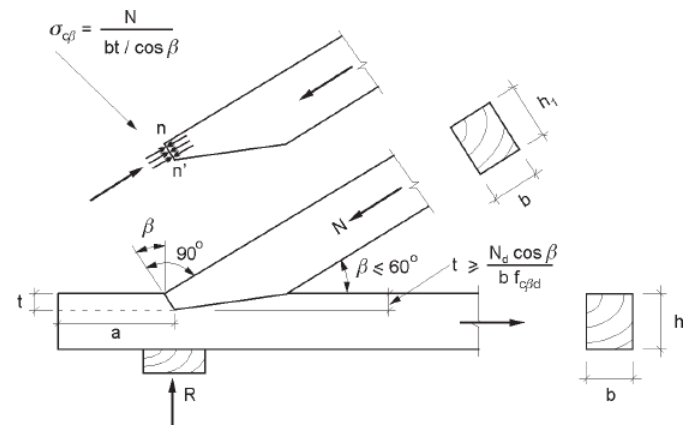 σcβ = N / (bt / cos β)
n
n'
h1
b
β
90°
N
β ≤ 60°
t ≥ Nd cos β / (b fcβd)
t
a
h
R
b